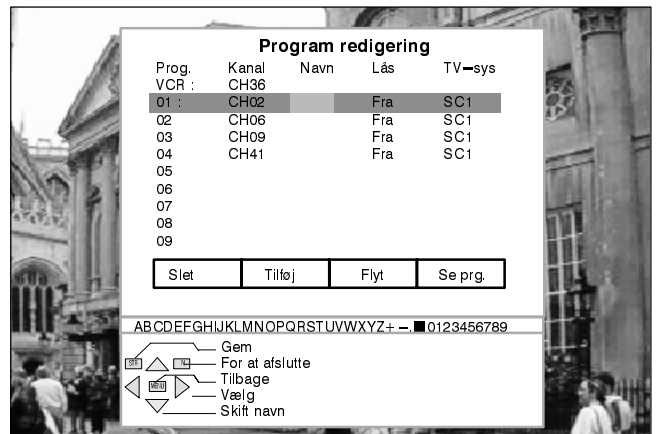 Program redigering
Prog. Kanal Navn Lås TV–sys
VCR : CH36
01 : CH02 Fra SC1
02 CH06 Fra SC1
03 CH09 Fra SC1
04 CH41 Fra SC1
05
06
07
08
09
Slet Tilføj Flyt Se prg.
ABCDEFGHIJKLMNOPQRSTUVWXYZ+ –. 0123456789
Gem
STR N For at afslutte
MENU Tilbage
Vælg
Skift navn